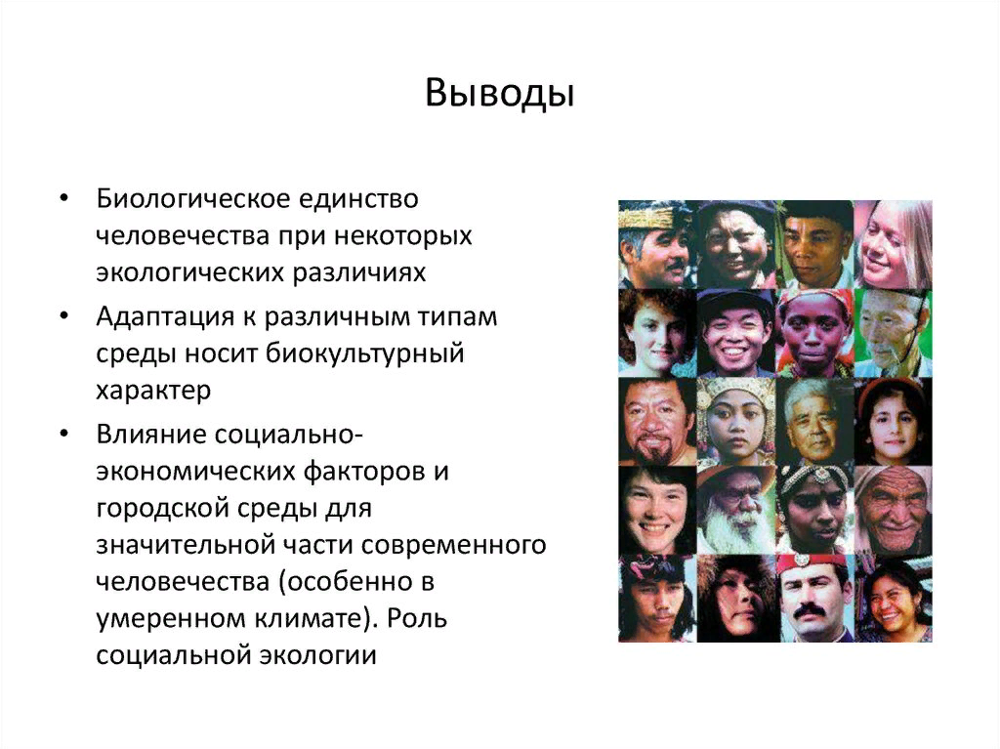 Выводы
• Биологическое единство
человечества при некоторых
экологических различиях
• Адаптация к различным типам
среды носит биокультурный
характер
• Влияние социально-
экономических факторов и
городской среды для
значительной части современного
человечества (особенно в
умеренном климате). Роль
социальной экологии